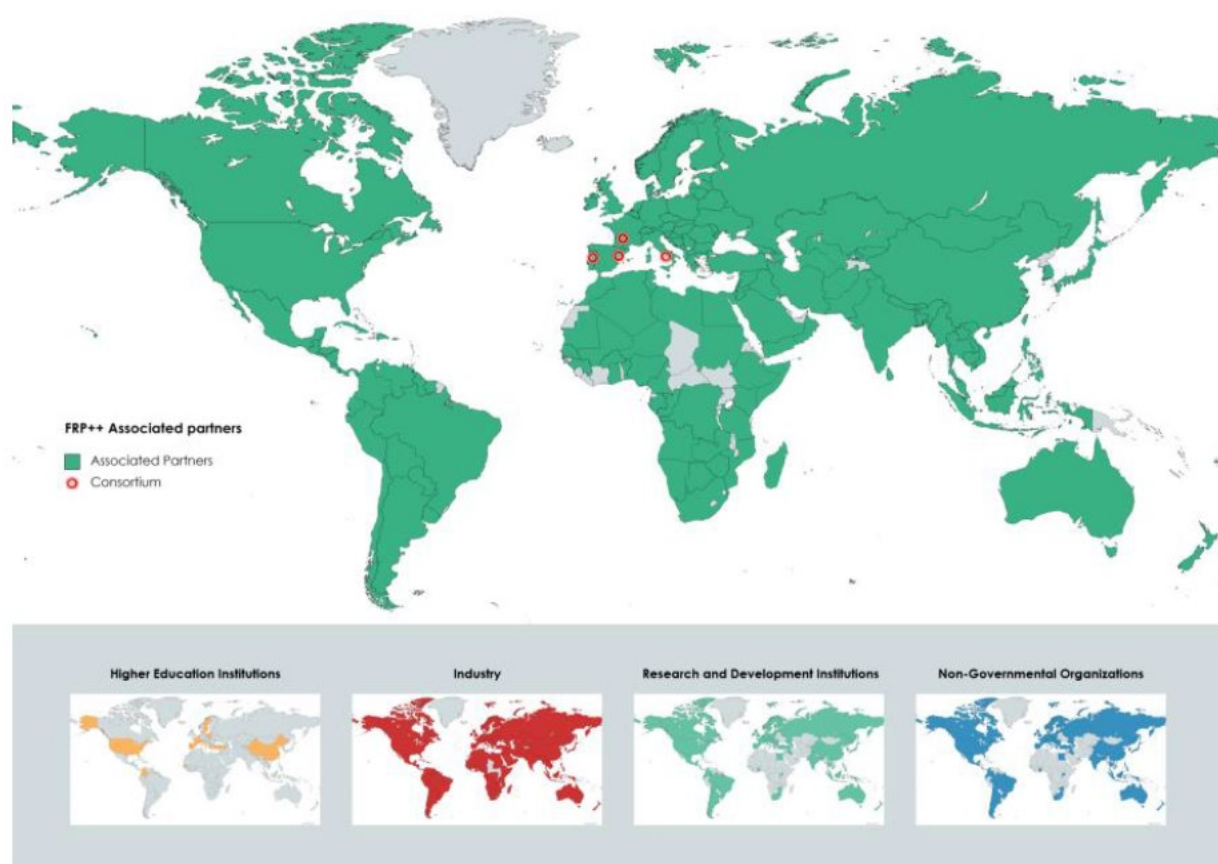 FRP++ Associated partners
Associated Partners
Consortium
Higher Education Institutions
Industry
Research and Development Institutions
Non-Governmental Organizations